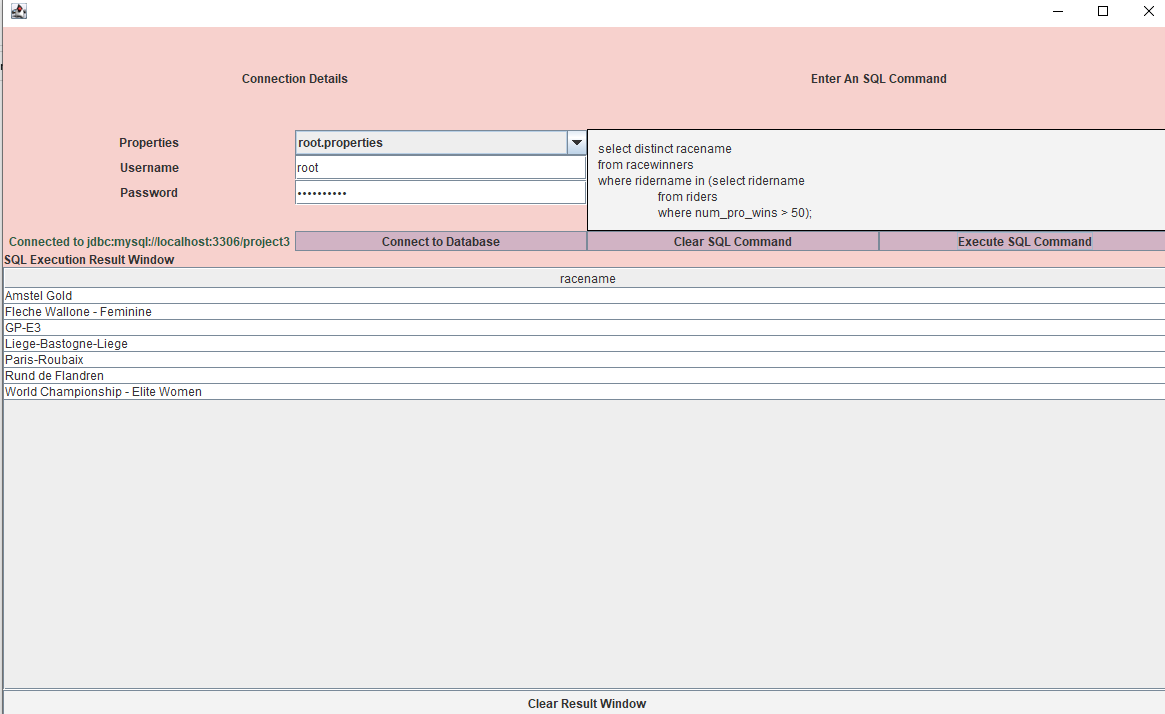 Connection Details
Enter An SQL Command
Properties
root.properties
Username
root
Password
••••••••••
select distinct racename
from racewinners
where ridername in (select ridername
from riders
where num_pro_wins > 50);
Connected to jdbc:mysql://localhost:3306/project3
Connect to Database
Clear SQL Command
Execute SQL Command
SQL Execution Result Window
racename
Amstel Gold
Fleche Wallone - Feminine
GP-E3
Liege-Bastogne-Liege
Paris-Roubaix
Rund de Flandren
World Championship - Elite Women
Clear Result Window